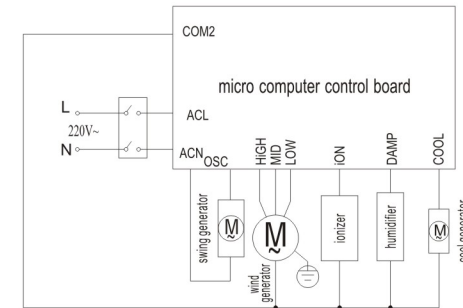 COM2
micro computer control board
L
220V~
N
ACL
ACN
OSC
HiGH
MID
LOW
iON
DAMP
COOL
swing generator
M
~
M
~
wind
generator
ionizer
humidifier
M
~
cool generator